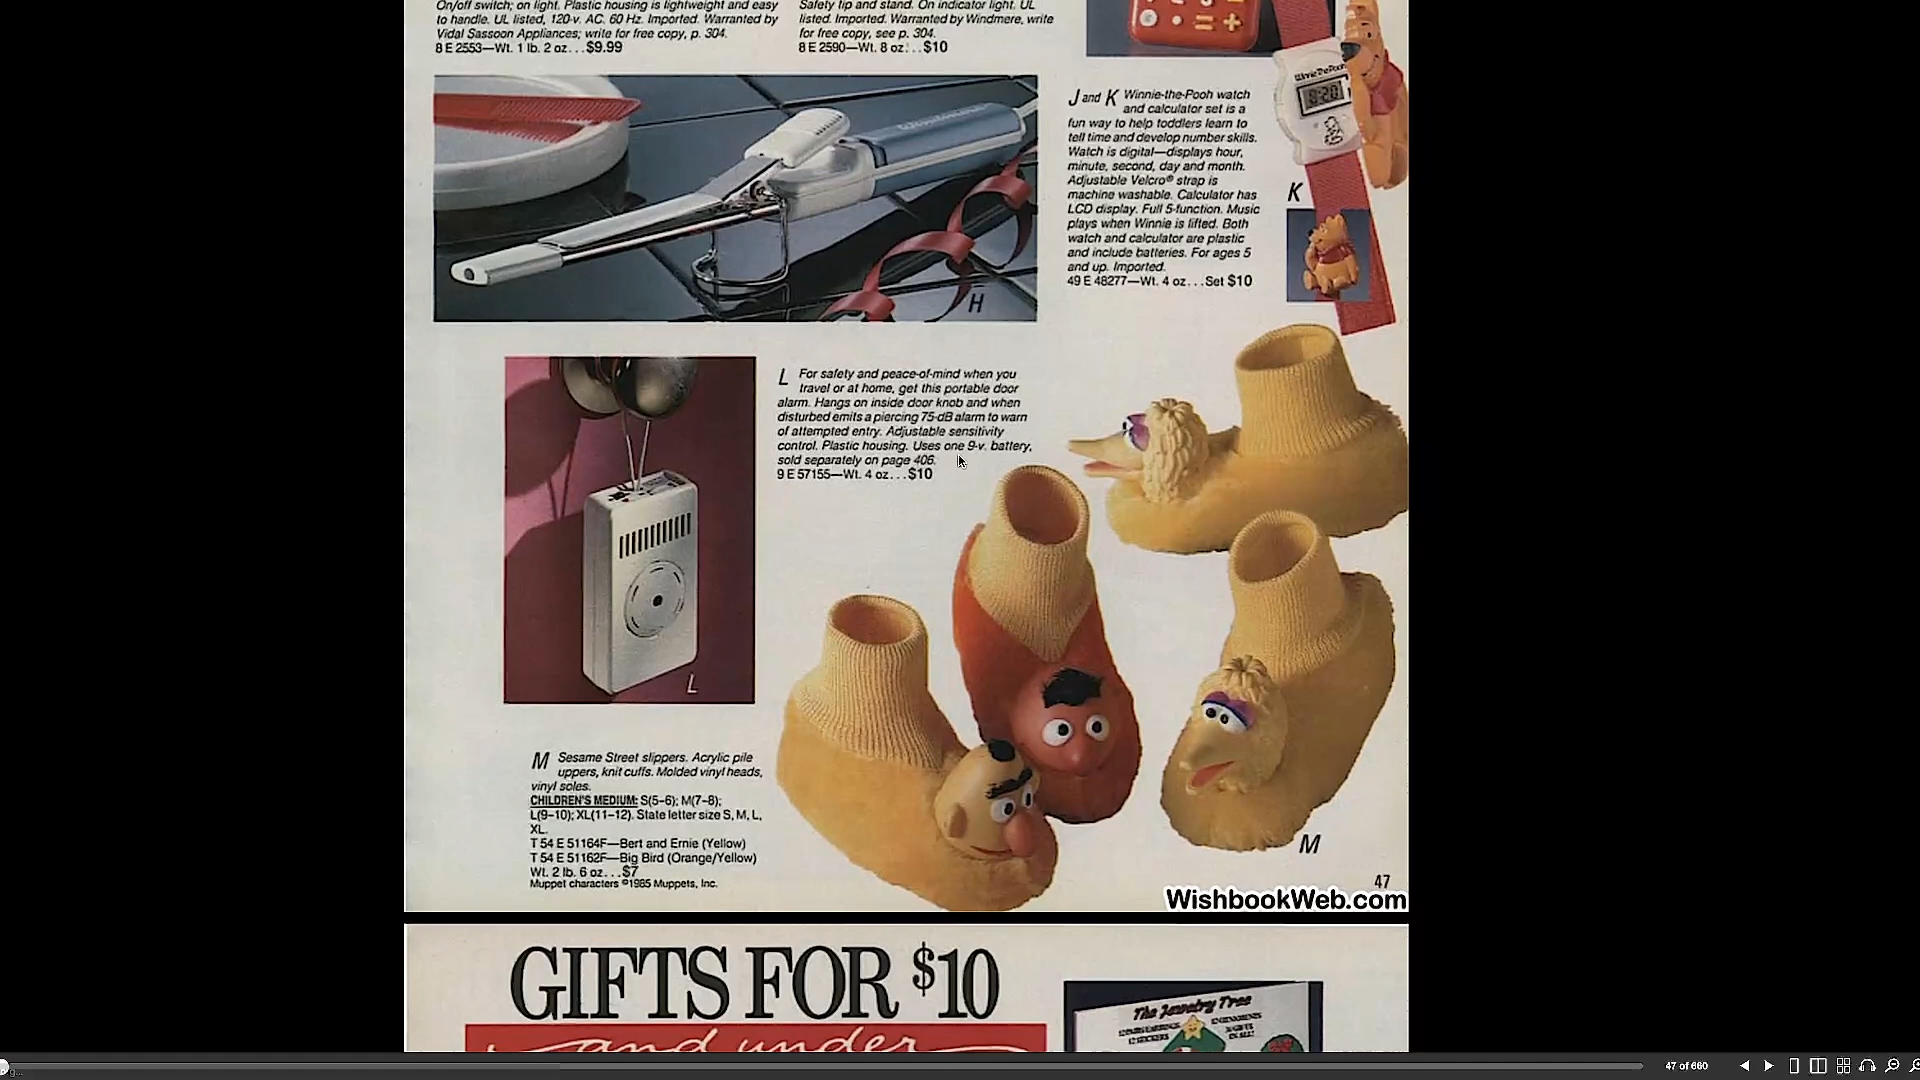 On/off switch; on light. Plastic housing is lightweight and easy
to handle. UL listed, 120-v. AC. 60 Hz. Imported. Warranted by
Vidal Sassoon Appliances; write for free copy, p. 304.
8 E 2553—Wt. 1 lb. 2 oz...$9.99
Safety tip and stand. On indicator light. UL
listed. Imported. Warranted by Windmere, write
for free copy, see p. 304.
8 E 2590—Wt. 8 oz...$10
H
J and K Winnie-the-Pooh watch
and calculator set is a
fun way to help toddlers learn to
tell time and develop number skills.
Watch is digital—displays hour,
minute, second, day and month.
Adjustable Velcro® strap is
machine washable. Calculator has
LCD display. Full 5-function. Music
plays when Winnie is lifted. Both
watch and calculator are plastic
and include batteries. For ages 5
and up. Imported.
49 E 48277—Wt. 4 oz...Set $10
Winnie The Pooh
8:20
K
L For safety and peace-of-mind when you
travel or at home, get this portable door
alarm. Hangs on inside door knob and when
disturbed emits a piercing 75-dB alarm to warn
of attempted entry. Adjustable sensitivity
control. Plastic housing. Uses one 9-v. battery,
sold separately on page 406.
9 E 57155—Wt. 4 oz...$10
L
M Sesame Street slippers. Acrylic pile
uppers, knit cuffs. Molded vinyl heads,
vinyl soles.
CHILDREN'S MEDIUM: S(5–6); M(7–8);
L(9–10); XL(11–12). State letter size S, M, L,
XL.
T 54 E 51164F—Bert and Ernie (Yellow)
T 54 E 51162F—Big Bird (Orange/Yellow)
Wt. 2 lb. 6 oz...$7
Muppet characters ©1985 Muppets, Inc.
M
47
WishbookWeb.com
GIFTS FOR $10
and under
The Jewelry Tree
12 STICKERS
IN ALL!
47 of 660